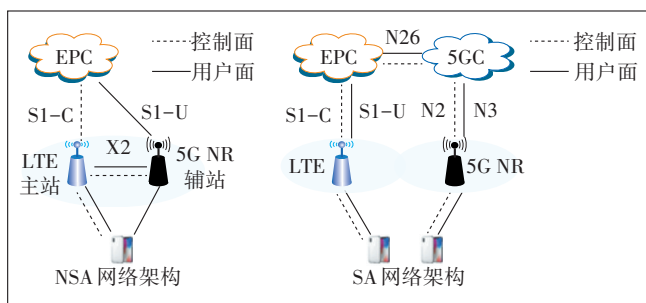 EPC
控制面
用户面
S1-C
S1-U
X2
LTE
主站
5G NR
辅站
NSA 网络架构
EPC
N26
5GC
控制面
用户面
S1-C
S1-U
N2
N3
LTE
5G NR
SA 网络架构